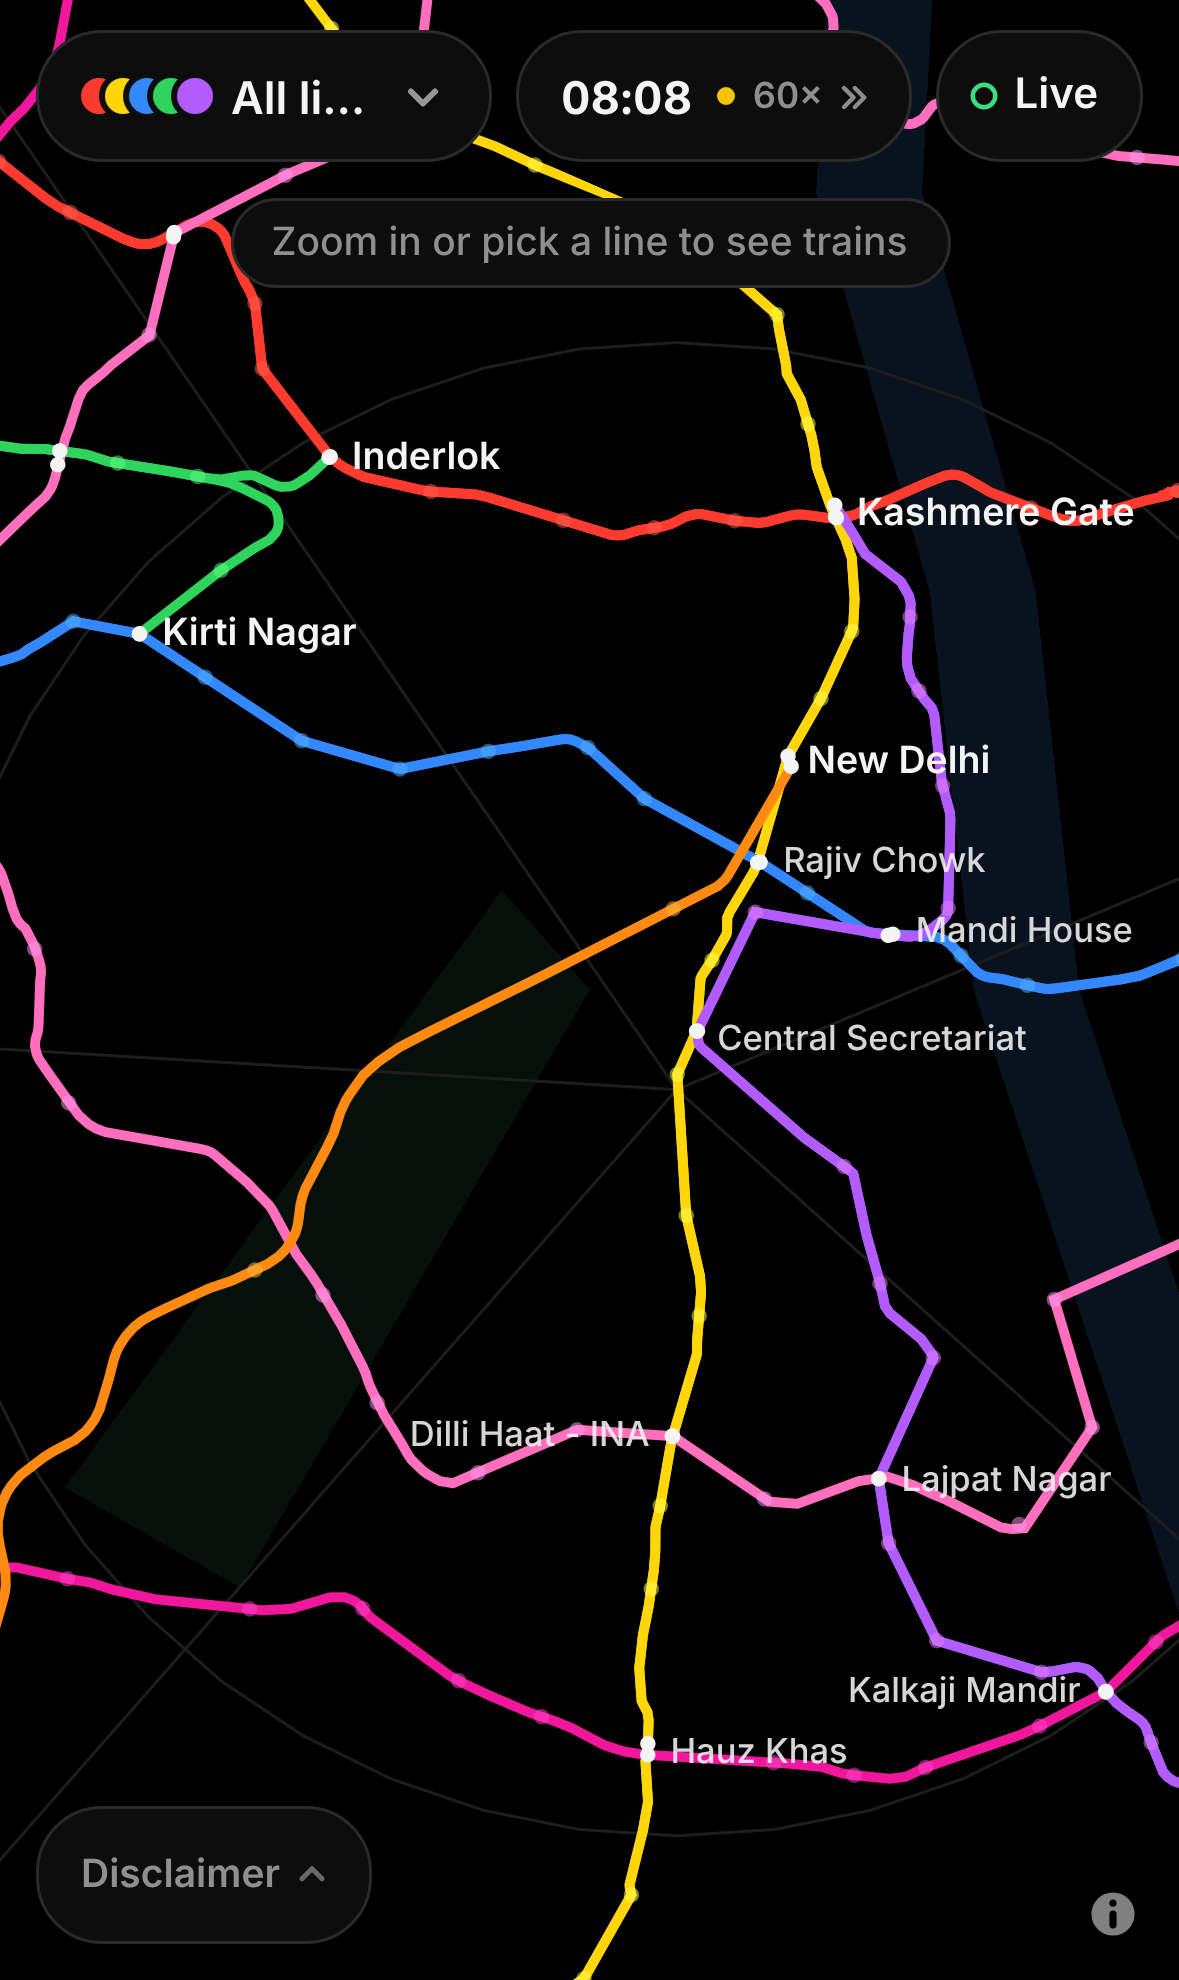 All li...
08:08 60× »
Live
Zoom in or pick a line to see trains
Inderlok
Kashmere Gate
Kirti Nagar
New Delhi
Rajiv Chowk
Mandi House
Central Secretariat
Dilli Haat - INA
Lajpat Nagar
Kalkaji Mandir
Hauz Khas
Disclaimer